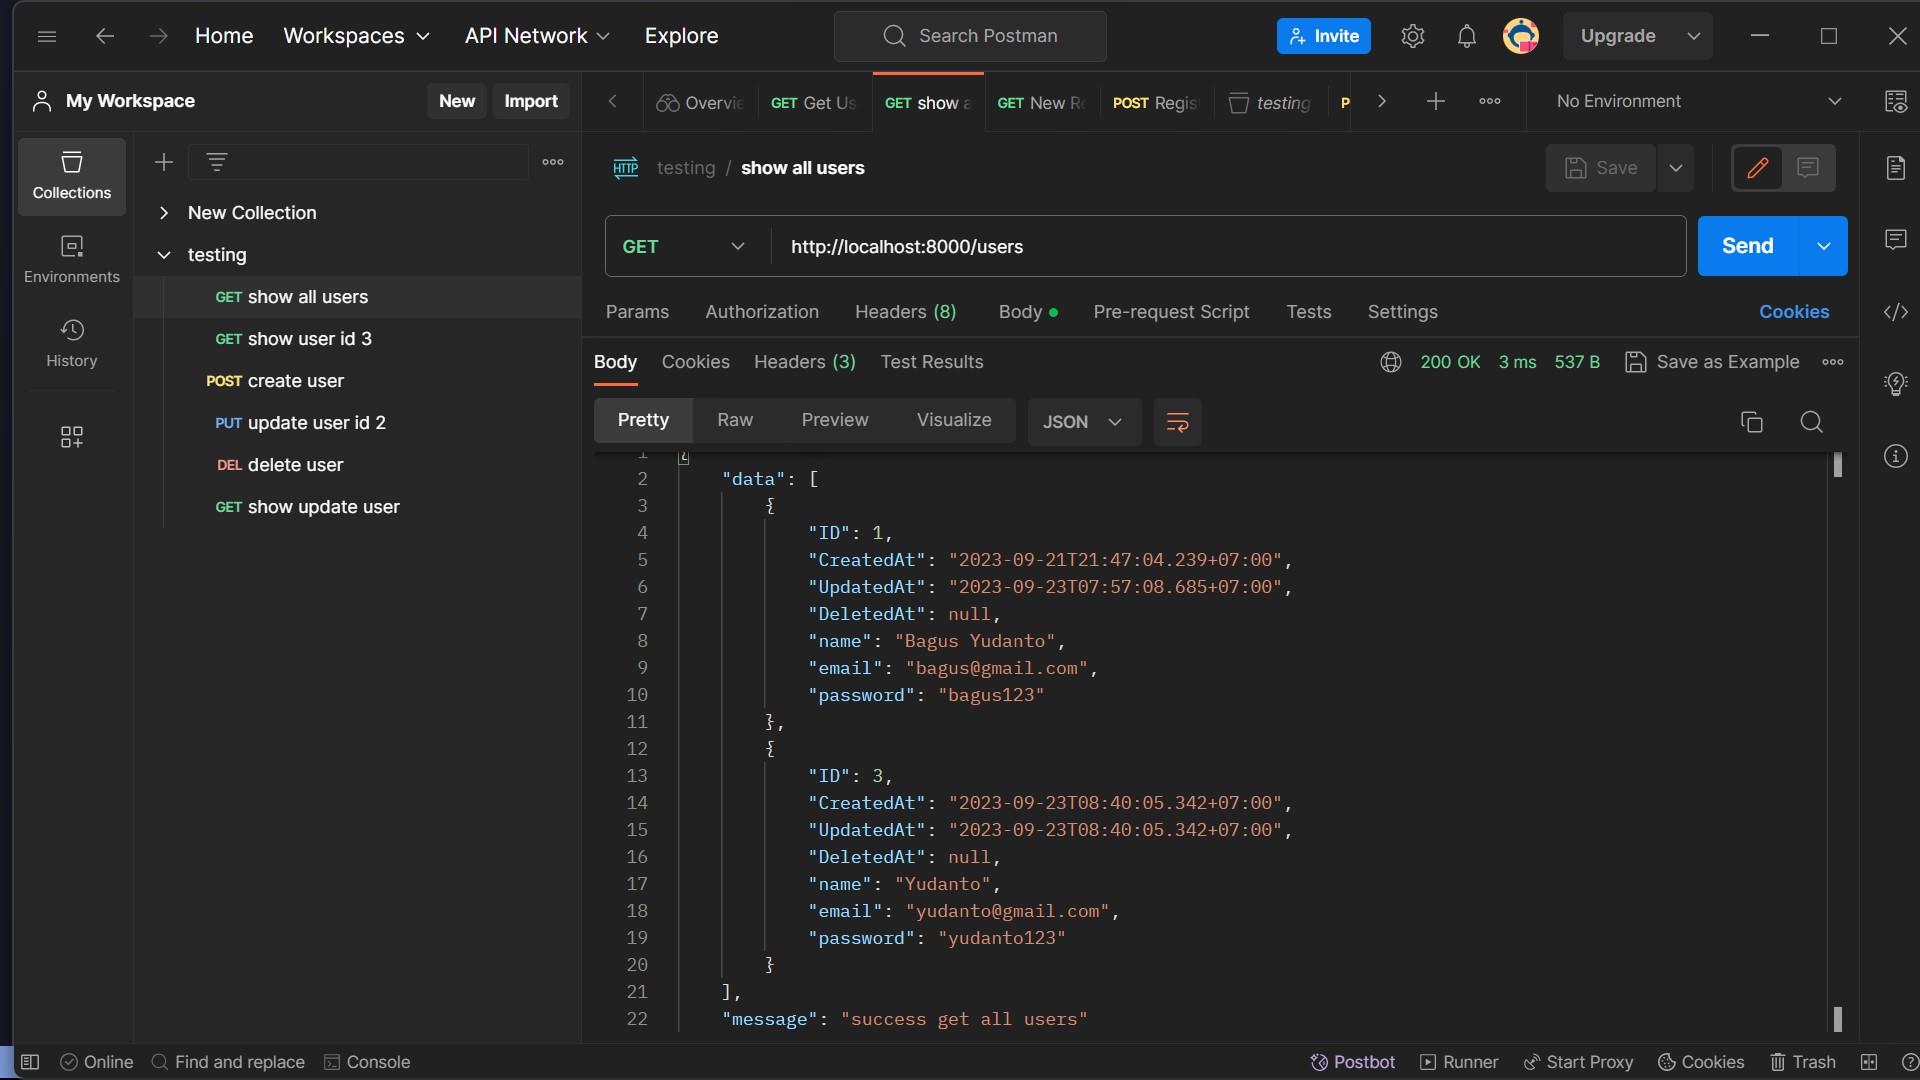 Home
Workspaces
API Network
Explore
Search Postman
Invite
Upgrade
My Workspace
New
Import
Overvie
GET Get Us
GET show a
GET New Re
POST Regis
testing
P
No Environment
Collections
Environments
History
New Collection
testing
GET show all users
GET show user id 3
POST create user
PUT update user id 2
DEL delete user
GET show update user
HTTP testing / show all users
Save
GET
http://localhost:8000/users
Send
Params
Authorization
Headers (8)
Body
Pre-request Script
Tests
Settings
Cookies
Body
Cookies
Headers (3)
Test Results
200 OK
3 ms
537 B
Save as Example
Pretty
Raw
Preview
Visualize
JSON
1 {
2 "data": [
3 {
4 "ID": 1,
5 "CreatedAt": "2023-09-21T21:47:04.239+07:00",
6 "UpdatedAt": "2023-09-23T07:57:08.685+07:00",
7 "DeletedAt": null,
8 "name": "Bagus Yudanto",
9 "email": "bagus@gmail.com",
10 "password": "bagus123"
11 },
12 {
13 "ID": 3,
14 "CreatedAt": "2023-09-23T08:40:05.342+07:00",
15 "UpdatedAt": "2023-09-23T08:40:05.342+07:00",
16 "DeletedAt": null,
17 "name": "Yudanto",
18 "email": "yudanto@gmail.com",
19 "password": "yudanto123"
20 }
21 ],
22 "message": "success get all users"
Online
Find and replace
Console
Postbot
Runner
Start Proxy
Cookies
Trash